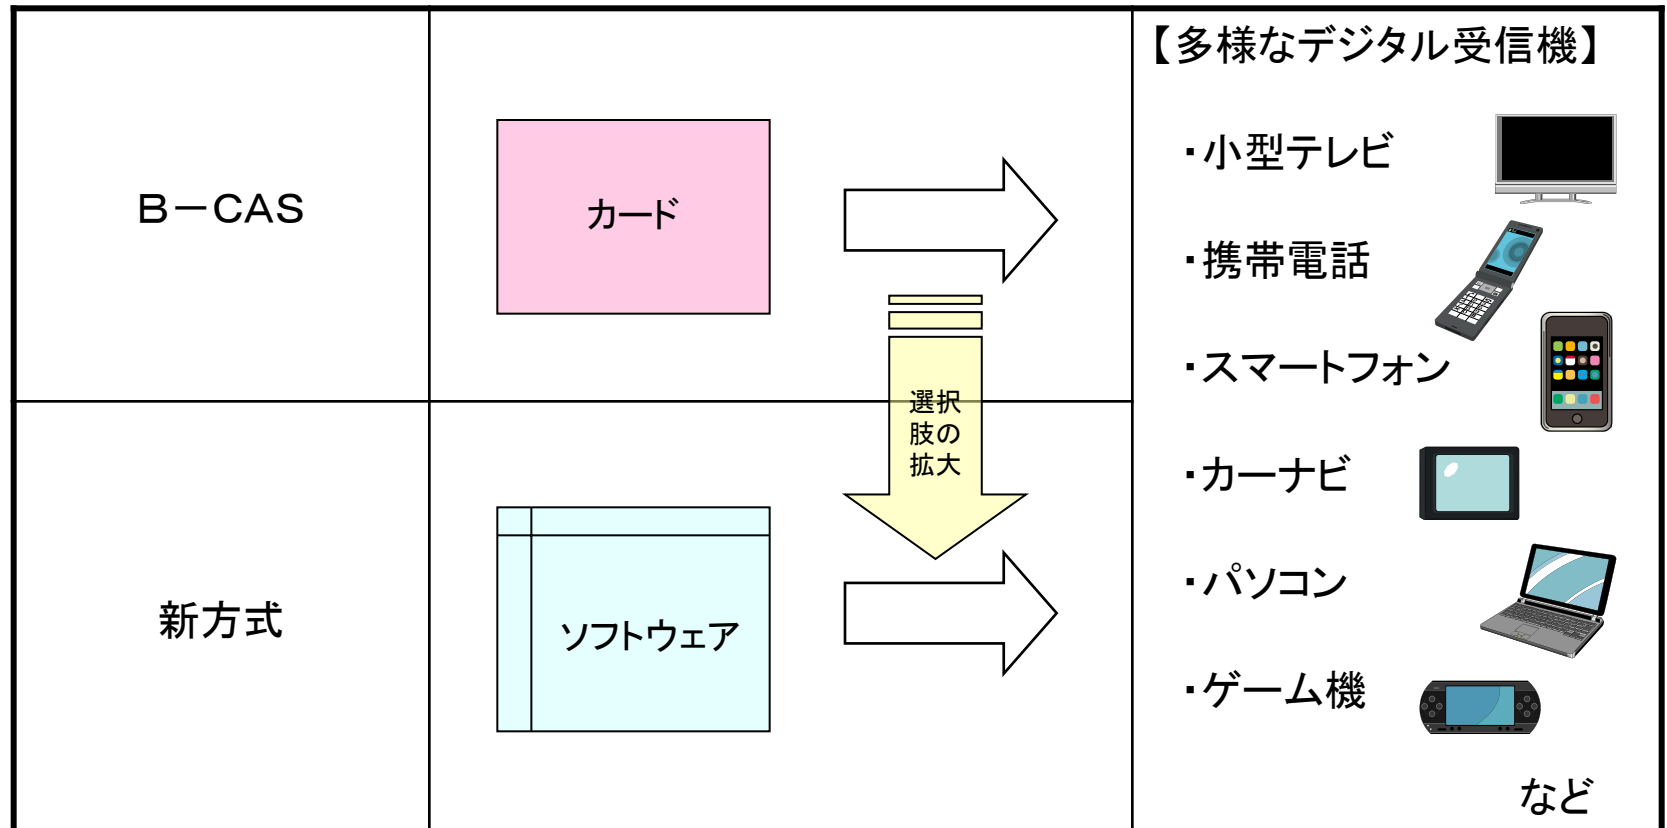 【多様なデジタル受信機】
B－CAS
カード
・小型テレビ
・携帯電話
・スマートフォン
選択
肢の
拡大
・カーナビ
新方式
ソフトウェア
・パソコン
・ゲーム機
など